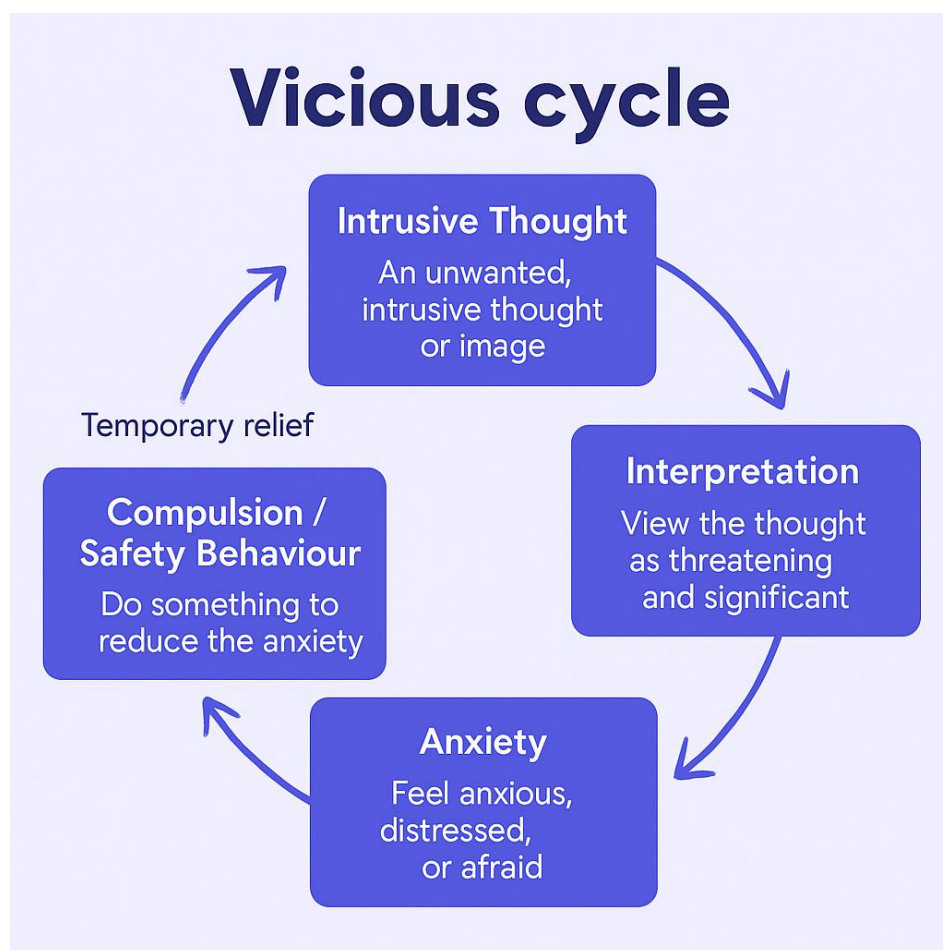 Vicious cycle
Intrusive Thought
An unwanted,
intrusive thought
or image
Interpretation
View the thought
as threatening
and significant
Anxiety
Feel anxious,
distressed,
or afraid
Compulsion /
Safety Behaviour
Do something to
reduce the anxiety
Temporary relief